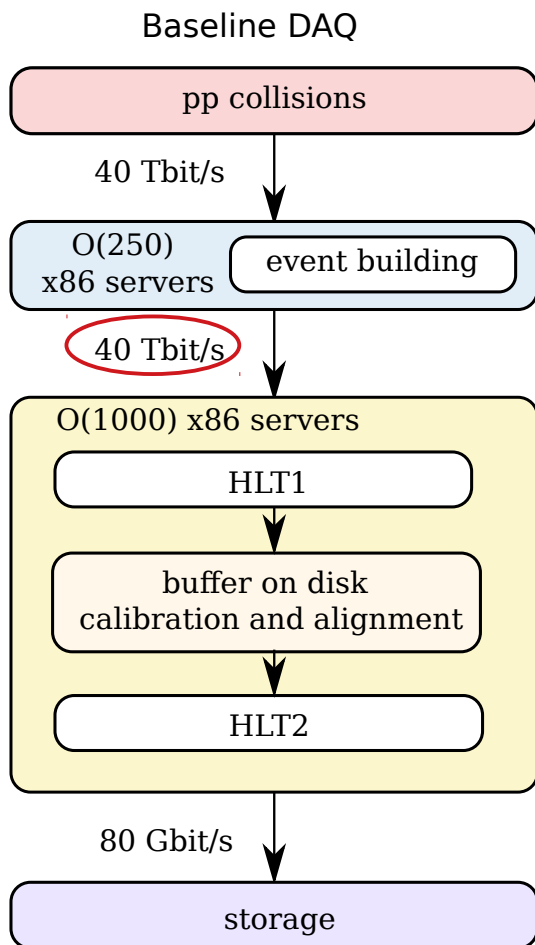 Baseline DAQ
pp collisions
40 Tbit/s
O(250)
x86 servers
event building
40 Tbit/s
O(1000) x86 servers
HLT1
buffer on disk
calibration and alignment
HLT2
80 Gbit/s
storage